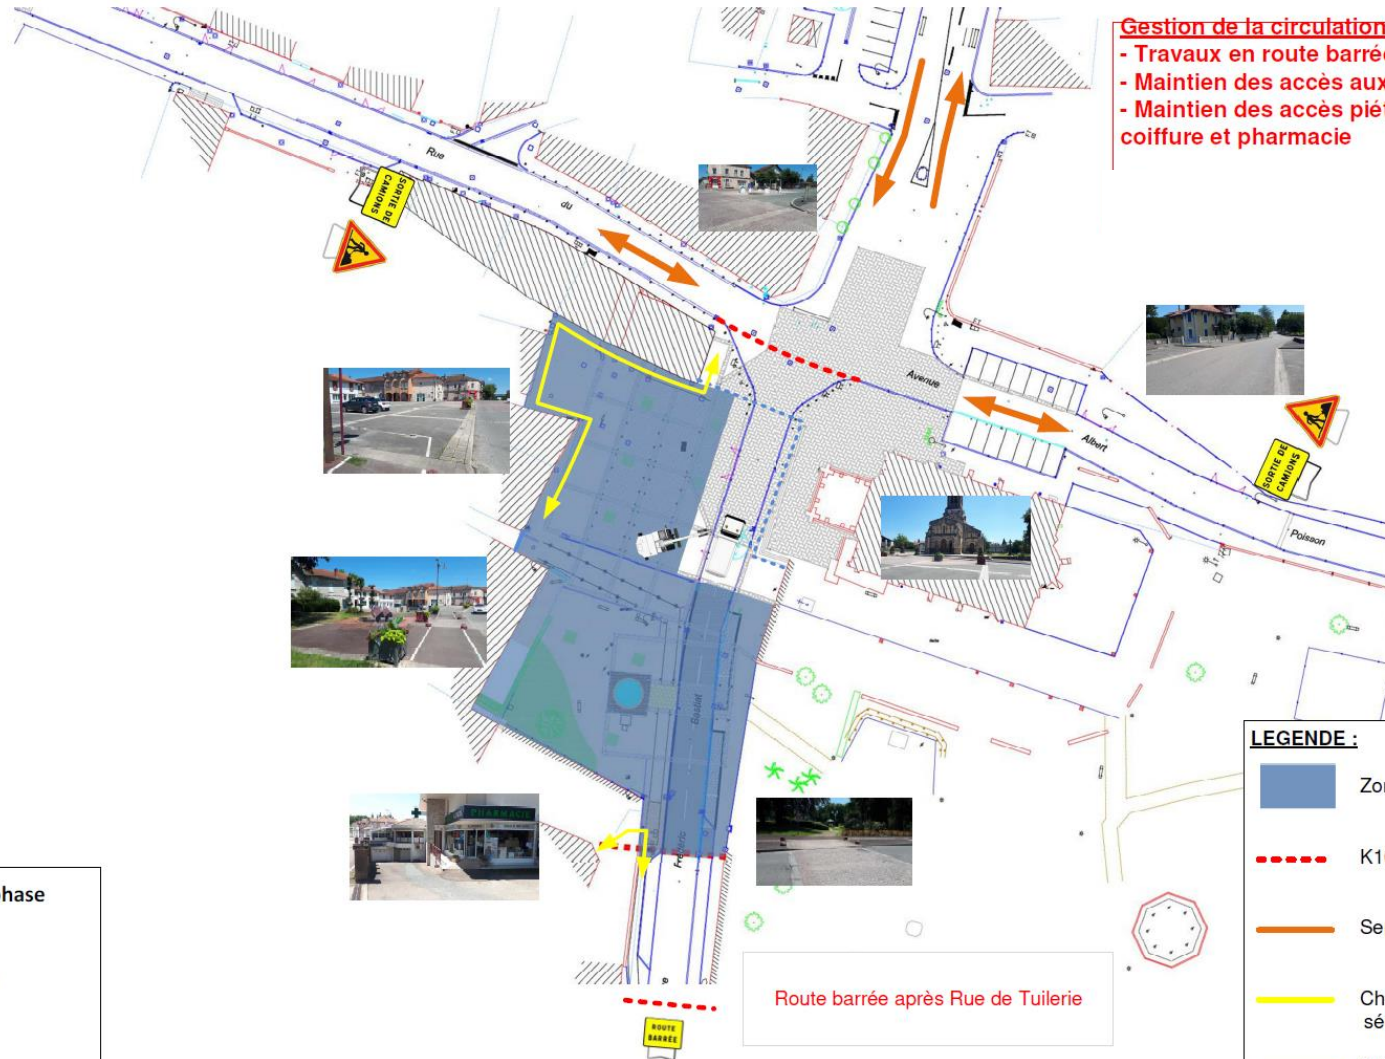 Gestion de la circulation
- Travaux en route barrée
- Maintien des accès aux
- Maintien des accès pié
coiffure et pharmacie
Rue
du
SORTIE DE
CAMIONS
Avenue
Albert
Poisson
SORTIE DE
CAMIONS
Bastiat
Frédéric
PHARMACIE
LEGENDE :
Zo
K1
Se
Ch
sé
hase
Route barrée après Rue de Tuilerie
ROUTE
BARRÉE